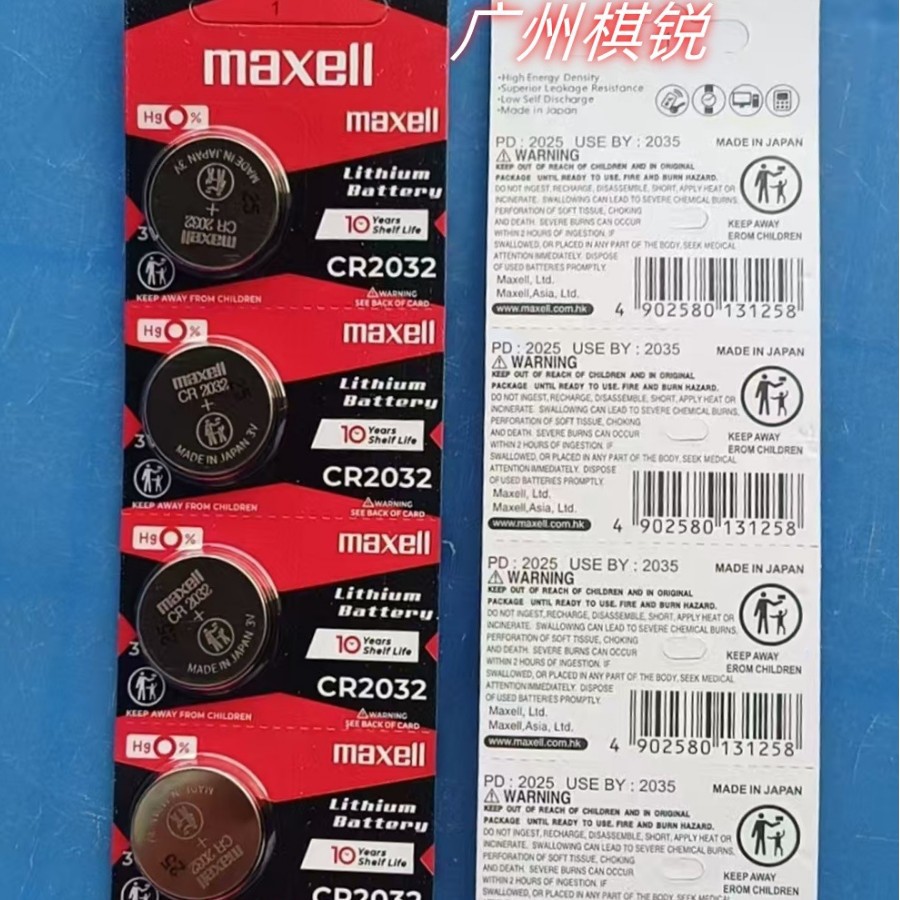 1
maxell
Hg 0%
maxell
MADE IN JAPAN 3V
CR 2032
maxell
Lithium
Battery
10 Years
Shelf Life
CR2032
KEEP AWAY FROM CHILDREN
WARNING
SEE BACK OF CARD
Hg 0%
maxell
maxell
CR 2032
MADE IN JAPAN 3V
Lithium
Battery
10 Years
Shelf Life
CR2032
KEEP AWAY FROM CHILDREN
WARNING
SEE BACK OF CARD
Hg 0%
maxell
maxell
CR 2032
MADE IN JAPAN 3V
Lithium
Battery
10 Years
Shelf Life
CR2032
KEEP AWAY FROM CHILDREN
WARNING
SEE BACK OF CARD
Hg 0%
maxell
CR 2032
maxell
Lithium
Battery
10 Years
Shelf Life
CR2032
广州棋锐
•High Energy Density
•Superior Leakage Resistance
•Low Self Discharge
•Made in Japan
PD : 2025 USE BY : 2035 MADE IN JAPAN
WARNING
KEEP OUT OF REACH OF CHILDREN AND IN ORIGINAL
PACKAGE UNTIL READY TO USE. FIRE AND BURN HAZARD.
DO NOT INGEST, RECHARGE, DISASSEMBLE, SHORT, APPLY HEAT OR
INCINERATE. SWALLOWING CAN LEAD TO SEVERE CHEMICAL BURNS,
PERFORATION OF SOFT TISSUE, CHOKING
AND DEATH. SEVERE BURNS CAN OCCUR
WITHIN 2 HOURS OF INGESTION. IF
SWALLOWED, OR PLACED IN ANY PART OF THE BODY, SEEK MEDICAL
ATTENTION IMMEDIATELY. DISPOSE
OF USED BATTERIES PROMPTLY.
KEEP AWAY
EROM CHILDREN
Maxell, Ltd.
Maxell,Asia, Ltd.
www.maxell.com.hk
4 902580 131258
PD : 2025 USE BY : 2035 MADE IN JAPAN
WARNING
KEEP OUT OF REACH OF CHILDREN AND IN ORIGINAL
PACKAGE UNTIL READY TO USE. FIRE AND BURN HAZARD.
DO NOT INGEST, RECHARGE, DISASSEMBLE, SHORT, APPLY HEAT OR
INCINERATE. SWALLOWING CAN LEAD TO SEVERE CHEMICAL BURNS,
PERFORATION OF SOFT TISSUE, CHOKING
AND DEATH. SEVERE BURNS CAN OCCUR
WITHIN 2 HOURS OF INGESTION. IF
SWALLOWED, OR PLACED IN ANY PART OF THE BODY, SEEK MEDICAL
ATTENTION IMMEDIATELY. DISPOSE
OF USED BATTERIES PROMPTLY.
KEEP AWAY
EROM CHILDREN
Maxell, Ltd.
Maxell,Asia, Ltd.
www.maxell.com.hk
4 902580 131258
PD : 2025 USE BY : 2035 MADE IN JAPAN
WARNING
KEEP OUT OF REACH OF CHILDREN AND IN ORIGINAL
PACKAGE UNTIL READY TO USE. FIRE AND BURN HAZARD.
DO NOT INGEST, RECHARGE, DISASSEMBLE, SHORT, APPLY HEAT OR
INCINERATE. SWALLOWING CAN LEAD TO SEVERE CHEMICAL BURNS,
PERFORATION OF SOFT TISSUE, CHOKING
AND DEATH. SEVERE BURNS CAN OCCUR
WITHIN 2 HOURS OF INGESTION. IF
SWALLOWED, OR PLACED IN ANY PART OF THE BODY, SEEK MEDICAL
ATTENTION IMMEDIATELY. DISPOSE
OF USED BATTERIES PROMPTLY.
KEEP AWAY
EROM CHILDREN
Maxell, Ltd.
Maxell,Asia, Ltd.
www.maxell.com.hk
4 902580 131258
PD : 2025 USE BY : 2035 MADE IN JAPAN
WARNING
KEEP OUT OF REACH OF CHILDREN AND IN ORIGINAL
PACKAGE UNTIL READY TO USE. FIRE AND BURN HAZARD.
DO NOT INGEST, RECHARGE, DISASSEMBLE, SHORT, APPLY HEAT OR
INCINERATE. SWALLOWING CAN LEAD TO SEVERE CHEMICAL BURNS,
PERFORATION OF SOFT TISSUE, CHOKING
AND DEATH. SEVERE BURNS CAN OCCUR
WITHIN 2 HOURS OF INGESTION. IF
SWALLOWED, OR PLACED IN ANY PART OF THE BODY, SEEK MEDICAL
KEEP AWAY
EROM CHILDREN